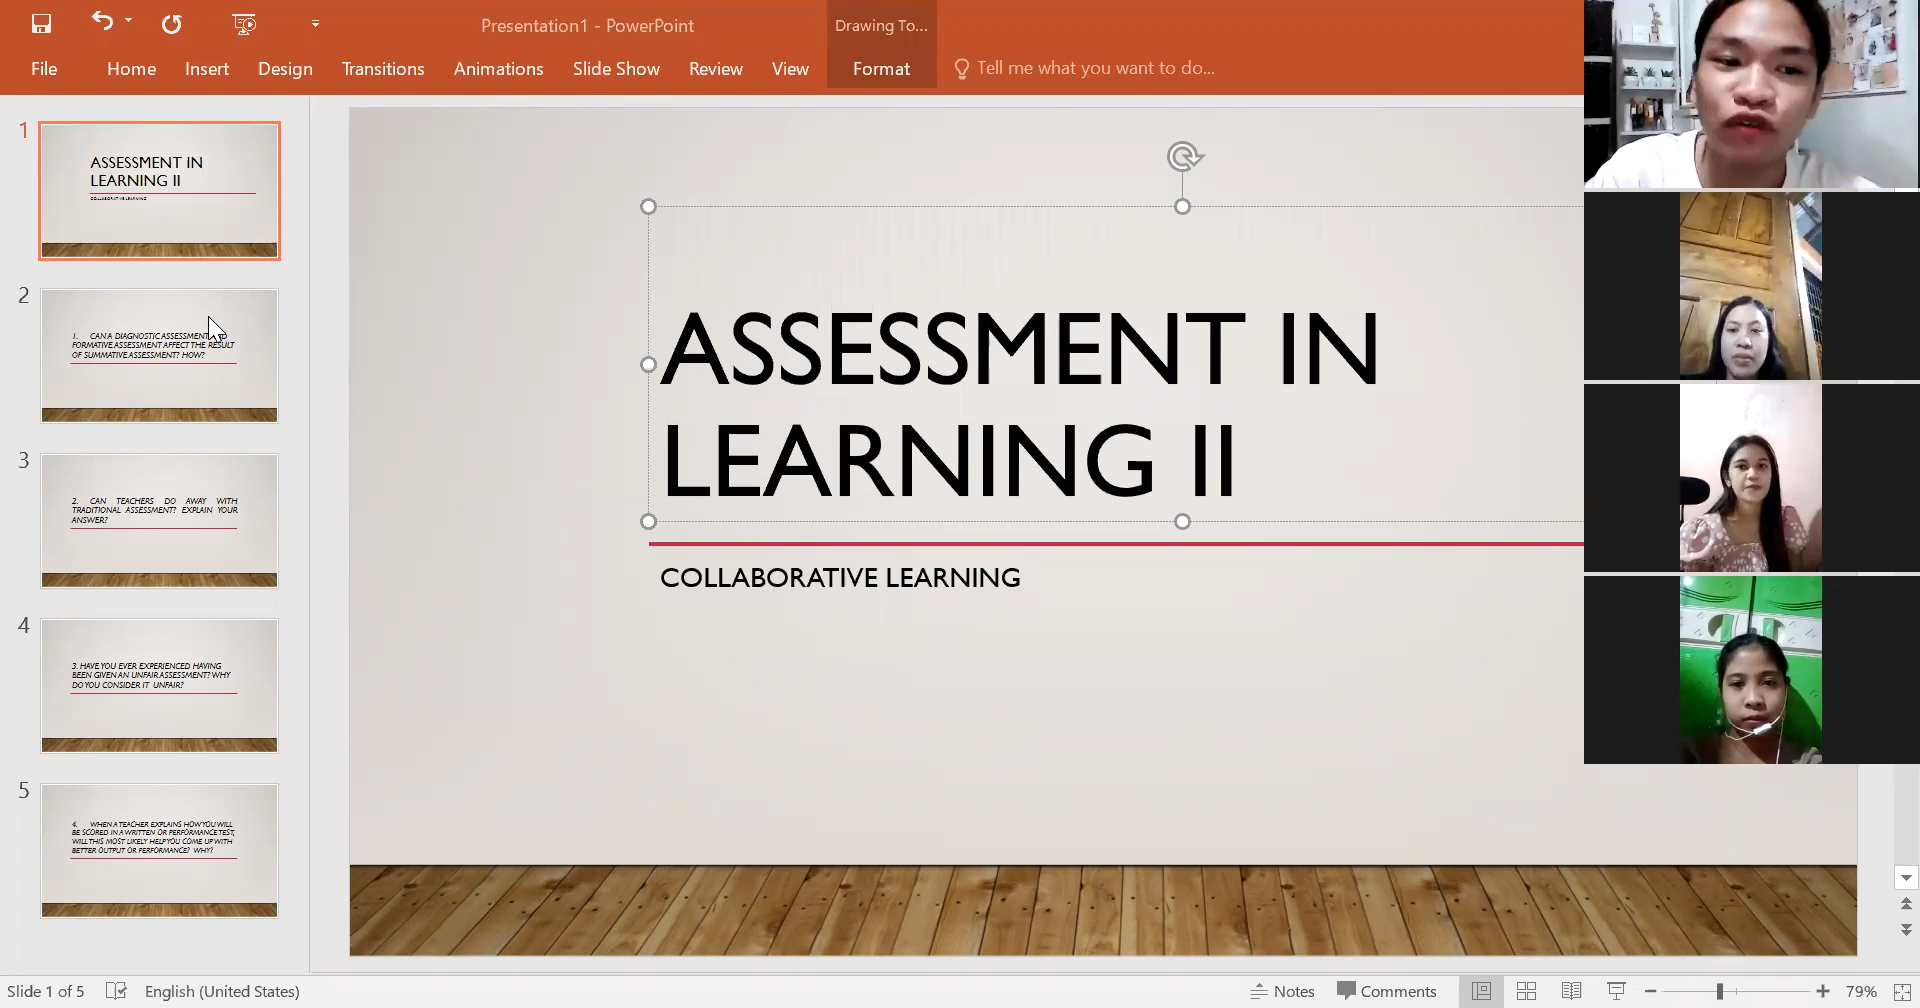 Presentation1 - PowerPoint
Drawing To...
File Home Insert Design Transitions Animations Slide Show Review View Format Tell me what you want to do...
1
ASSESSMENT IN
LEARNING II
COLLABORATIVE LEARNING
2
1. CAN A DIAGNOSTIC ASSESSMENT
FORMATIVE ASSESSMENT AFFECT THE RESULT
OF SUMMATIVE ASSESSMENT? HOW?
3
2. CAN TEACHERS DO AWAY WITH
TRADITIONAL ASSESSMENT? EXPLAIN YOUR
ANSWER?
4
3. HAVE YOU EVER EXPERIENCED HAVING
BEEN GIVEN AN UNFAIR ASSESSMENT? WHY
DO YOU CONSIDER IT UNFAIR?
5
4. WHEN A TEACHER EXPLAINS HOW YOU WILL
BE SCORED IN A WRITTEN OR PERFORMANCE TEST,
WILL THIS MOST LIKELY HELP YOU COME UP WITH
BETTER OUTPUT OR PERFORMANCE? WHY?
ASSESSMENT IN
LEARNING II
COLLABORATIVE LEARNING
Slide 1 of 5 English (United States) Notes Comments 79%